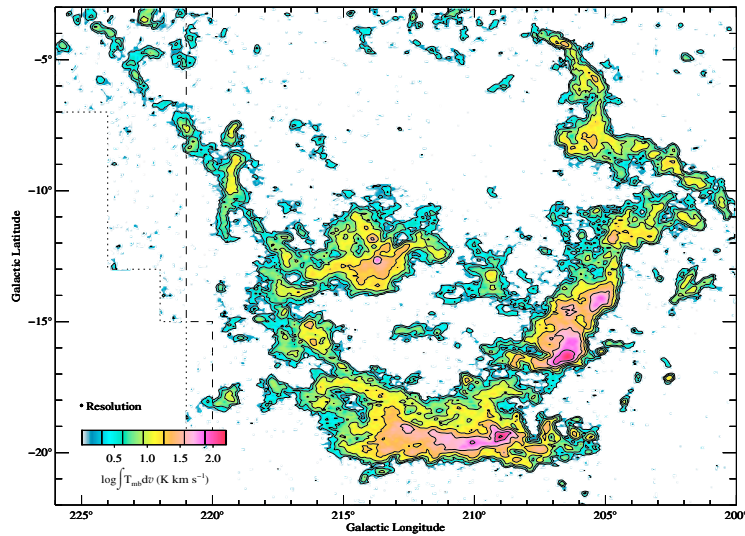 −5°
−10°
−15°
−20°
Galactic Latitude
Resolution
0.5 1.0 1.5 2.0
log∫T_mb dv (K km s⁻¹)
225° 220° 215° 210° 205° 200°
Galactic Longitude